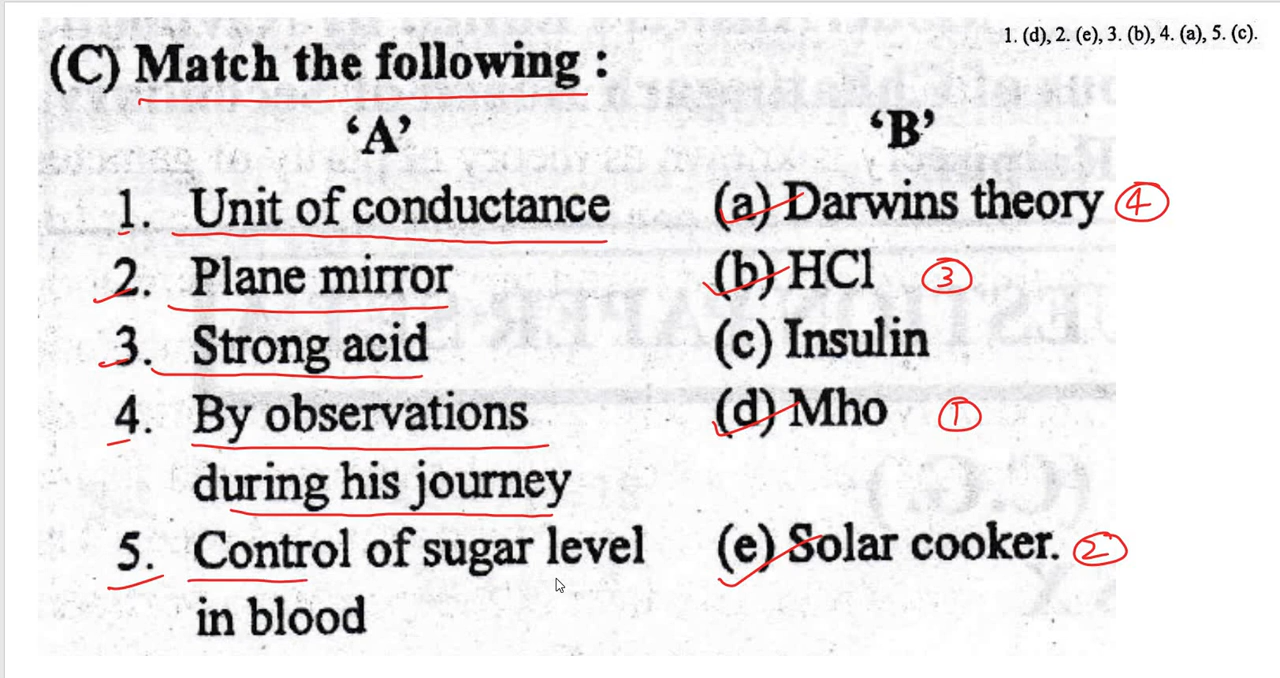 1. (d), 2. (e), 3. (b), 4. (a), 5. (c).
(C) Match the following :
‘A’ ‘B’
1. Unit of conductance (a) Darwins theory 4
2. Plane mirror (b) HCl 3
3. Strong acid (c) Insulin
4. By observations (d) Mho 1
during his journey
5. Control of sugar level (e) Solar cooker. 2
in blood